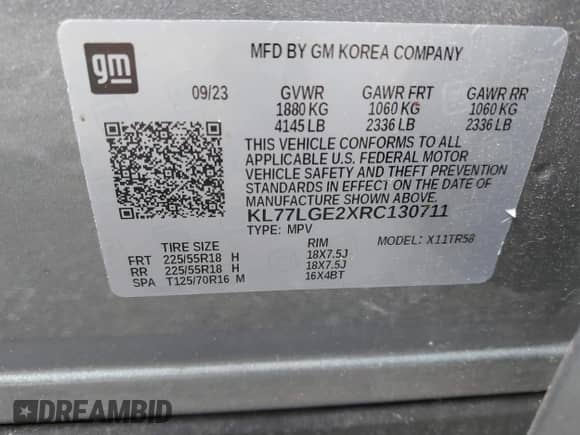 gm
MFD BY GM KOREA COMPANY
09/23 GVWR GAWR FRT GAWR RR
1880 KG 1060 KG 1060 KG
4145 LB 2336 LB 2336 LB
THIS VEHICLE CONFORMS TO ALL
APPLICABLE U.S. FEDERAL MOTOR
VEHICLE SAFETY AND THEFT PREVENTION
STANDARDS IN EFFECT ON THE DATE OF
MANUFACTURE SHOWN ABOVE.
KL77LGE2XRC130711
TYPE: MPV MODEL: X11TR58
TIRE SIZE RIM
FRT 225/55R18 H 18X7.5J
RR 225/55R18 H 18X7.5J
SPA T125/70R16 M 16X4BT
DREAMBID